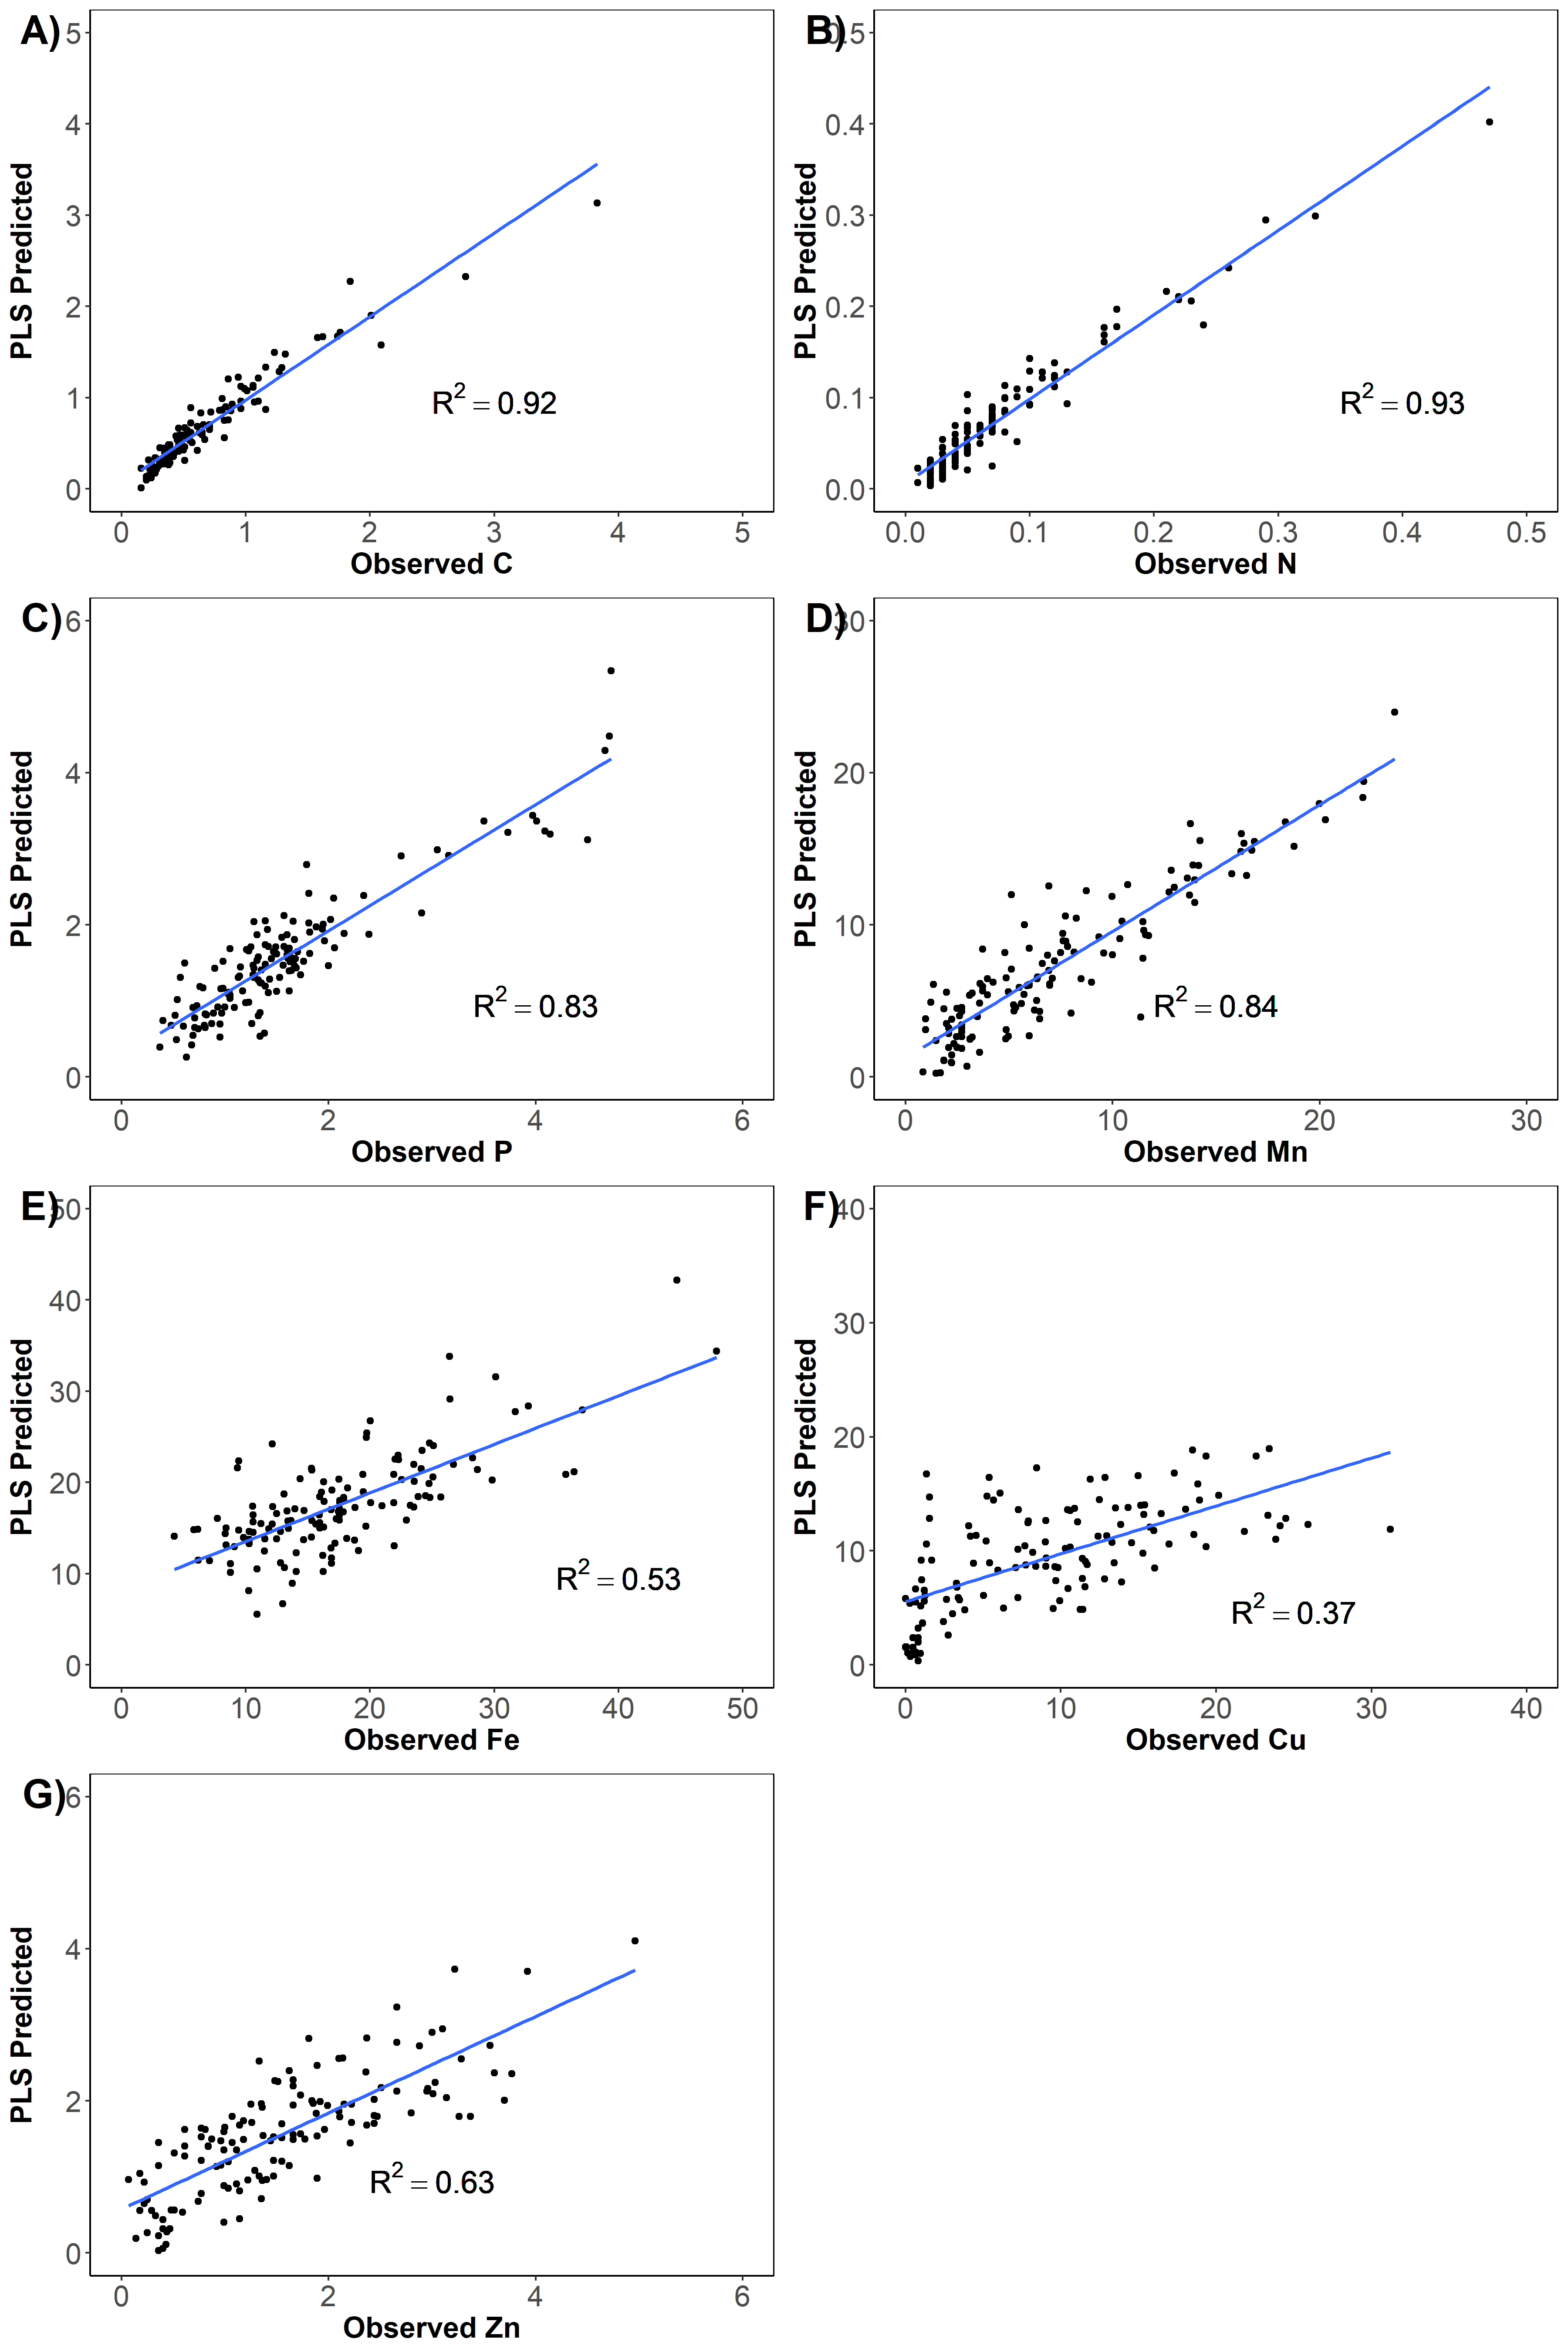 A)
5
4
3
2
1
0
PLS Predicted
R² = 0.92
0 1 2 3 4 5
Observed C
B)
0.5
0.4
0.3
0.2
0.1
0.0
PLS Predicted
R² = 0.93
0.0 0.1 0.2 0.3 0.4 0.5
Observed N
C)
6
4
2
0
PLS Predicted
R² = 0.83
0 2 4 6
Observed P
D)
30
20
10
0
PLS Predicted
R² = 0.84
0 10 20 30
Observed Mn
E)
50
40
30
20
10
0
PLS Predicted
R² = 0.53
0 10 20 30 40 50
Observed Fe
F)
40
30
20
10
0
PLS Predicted
R² = 0.37
0 10 20 30 40
Observed Cu
G)
6
4
2
0
PLS Predicted
R² = 0.63
0 2 4 6
Observed Zn